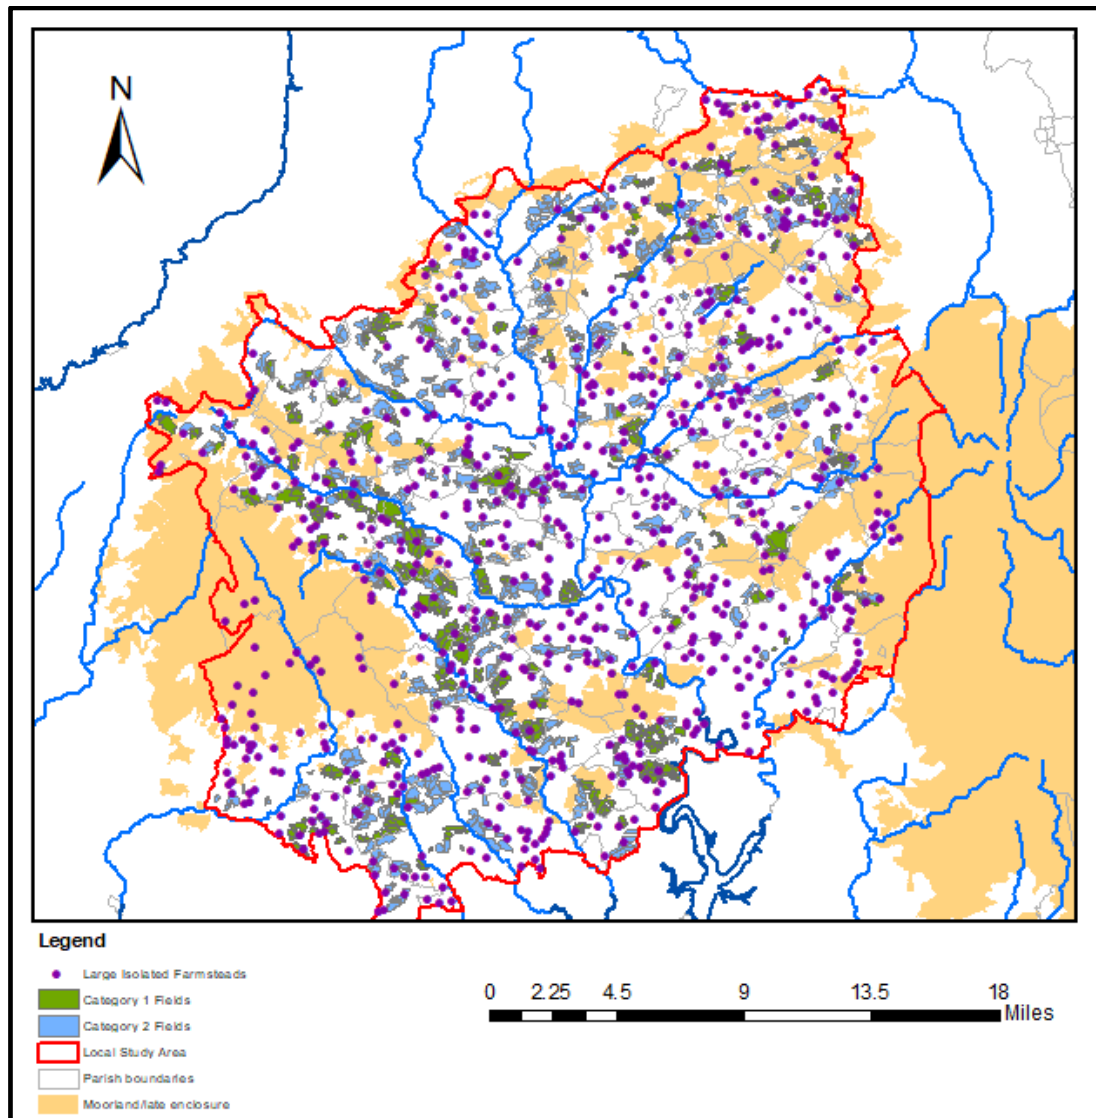 N
Legend
Large Isolated Farmsteads
Category 1 Fields
Category 2 Fields
Local Study Area
Parish boundaries
Moorland/late enclosure
0 2.25 4.5 9 13.5 18
Miles